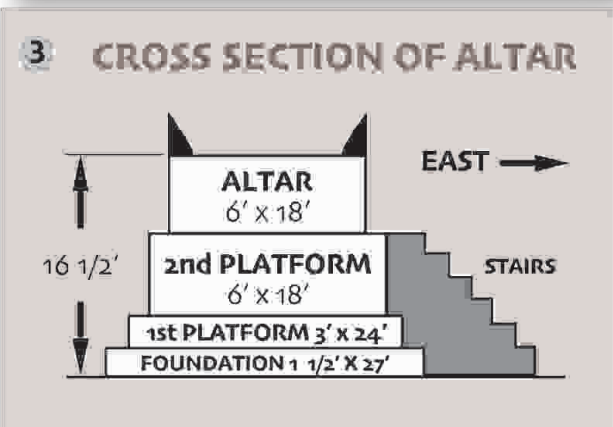 3 CROSS SECTION OF ALTAR
EAST
ALTAR
6' x 18'
16 1/2'
2nd PLATFORM
6' x 18'
STAIRS
1st PLATFORM 3' x 24'
FOUNDATION 1 1/2' X 27'